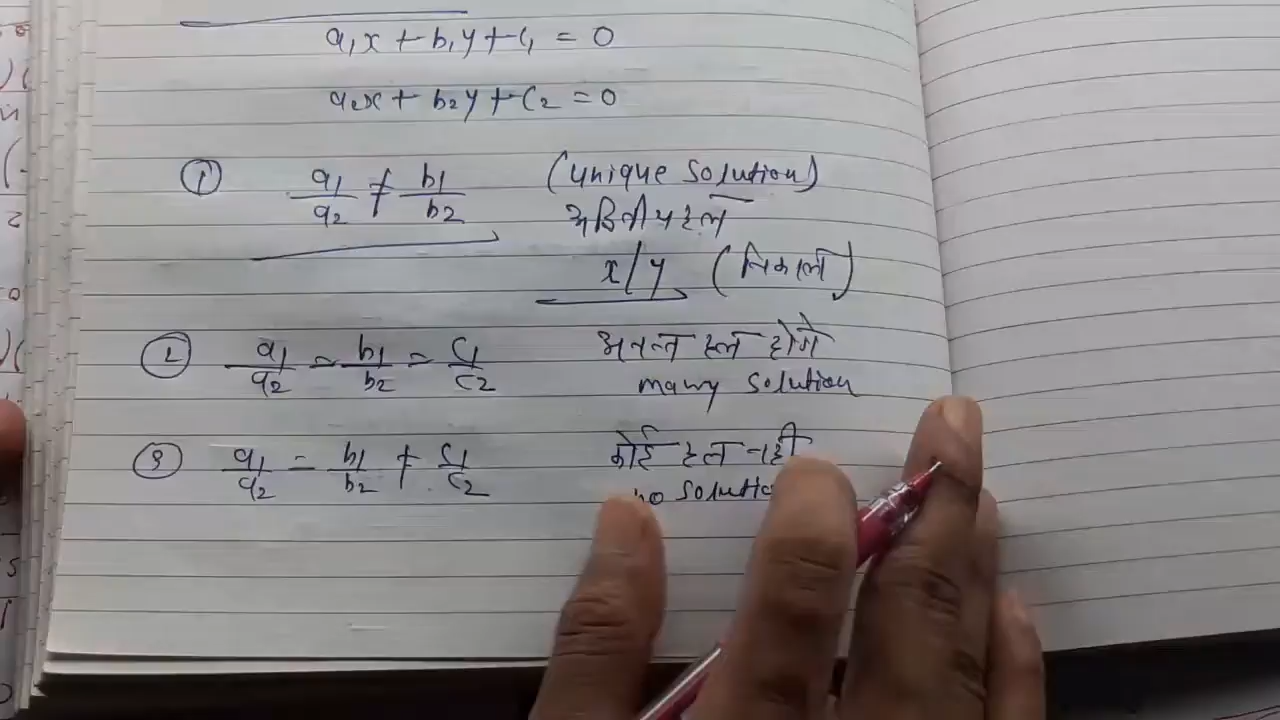 a₁x + b₁y + c₁ = 0
a₂x + b₂y + c₂ = 0
① a₁/a₂ ≠ b₁/b₂ (unique solution)
अद्वितीय हल
x/y (निकालें)
② a₁/a₂ = b₁/b₂ = c₁/c₂ अनन्त हल होगे
many solution
③ a₁/a₂ = b₁/b₂ ≠ c₁/c₂ कोई हल नही
no solutio